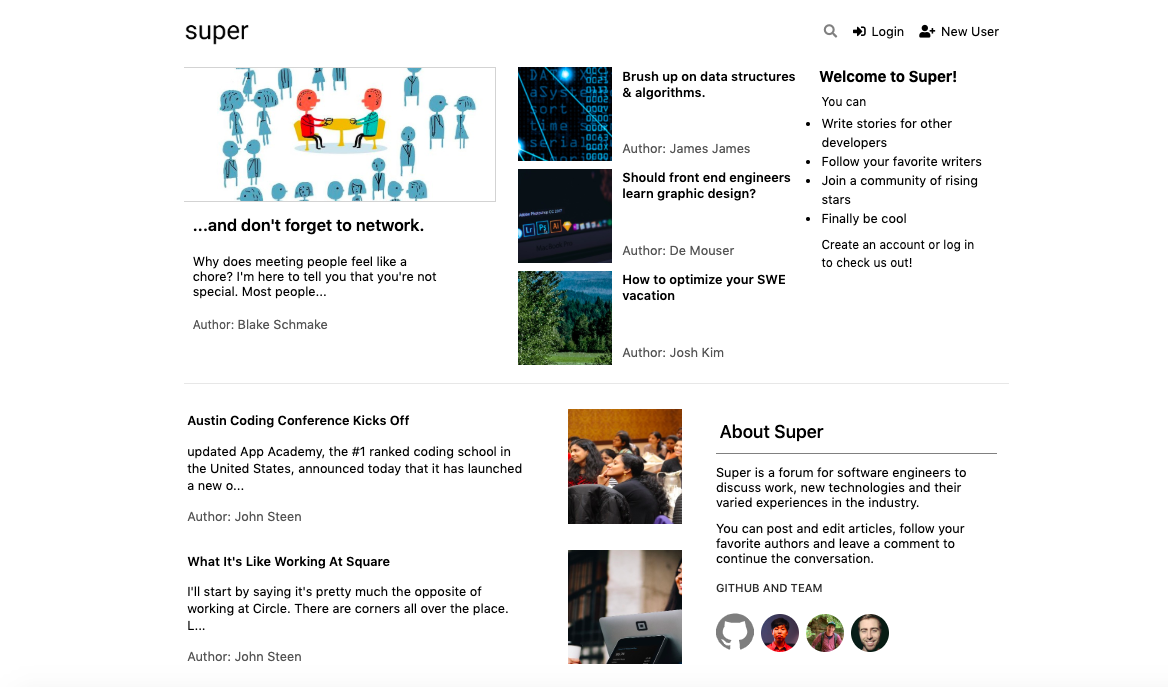 super
Login
New User
...and don't forget to network.
Why does meeting people feel like a
chore? I'm here to tell you that you're not
special. Most people...
Author: Blake Schmake
Brush up on data structures
& algorithms.
Author: James James
Should front end engineers
learn graphic design?
Author: De Mouser
How to optimize your SWE
vacation
Author: Josh Kim
Welcome to Super!
You can
Write stories for other
developers
Follow your favorite writers
Join a community of rising
stars
Finally be cool
Create an account or log in
to check us out!
Austin Coding Conference Kicks Off
updated App Academy, the #1 ranked coding school in
the United States, announced today that it has launched
a new o...
Author: John Steen
What It's Like Working At Square
I'll start by saying it's pretty much the opposite of
working at Circle. There are corners all over the place.
L...
Author: John Steen
About Super
Super is a forum for software engineers to
discuss work, new technologies and their
varied experiences in the industry.
You can post and edit articles, follow your
favorite authors and leave a comment to
continue the conversation.
GITHUB AND TEAM